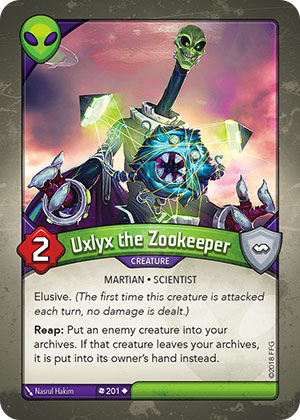 Uxlyx the Zookeeper
2
CREATURE
MARTIAN • SCIENTIST
Elusive. (The first time this creature is attacked
each turn, no damage is dealt.)
Reap: Put an enemy creature into your
archives. If that creature leaves your archives,
it is put into its owner's hand instead.
©2018 FFG
Nasrul Hakim
201